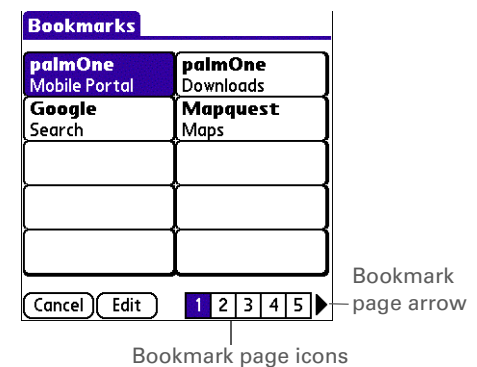 Bookmarks
palmOne
Mobile Portal
palmOne
Downloads
Google
Search
Mapquest
Maps
Cancel Edit 1 2 3 4 5
Bookmark
page arrow
Bookmark page icons